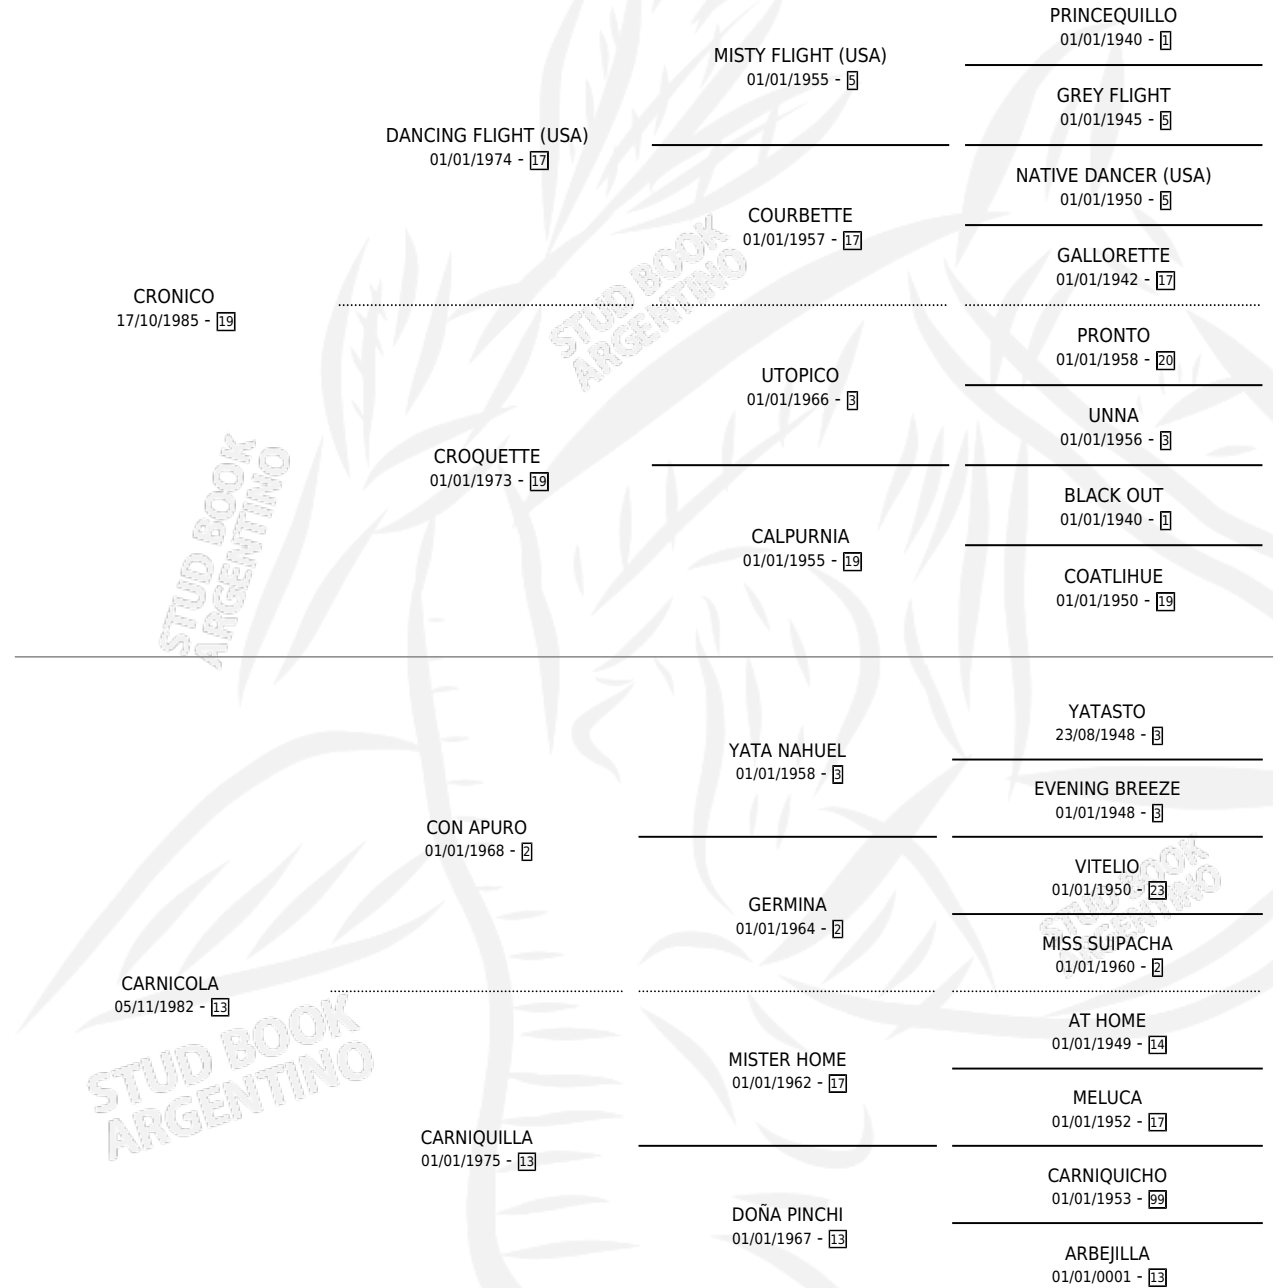 PRINCEQUILLO
01/01/1940 - 1
MISTY FLIGHT (USA)
01/01/1955 - 5
GREY FLIGHT
01/01/1945 - 5
DANCING FLIGHT (USA)
01/01/1974 - 17
NATIVE DANCER (USA)
01/01/1950 - 5
COURBETTE
01/01/1957 - 17
GALLORETTE
01/01/1942 - 17
CRONICO
17/10/1985 - 19
PRONTO
01/01/1958 - 20
UTOPICO
01/01/1966 - 3
UNNA
01/01/1956 - 3
CROQUETTE
01/01/1973 - 19
BLACK OUT
01/01/1940 - 1
CALPURNIA
01/01/1955 - 19
COATLIHUE
01/01/1950 - 19
STUD BOOK
ARGENTINO
STUD BOOK
ARGENTINO
YATASTO
23/08/1948 - 3
YATA NAHUEL
01/01/1958 - 3
EVENING BREEZE
01/01/1948 - 3
CON APURO
01/01/1968 - 2
VITELIO
01/01/1950 - 23
GERMINA
01/01/1964 - 2
MISS SUIPACHA
01/01/1960 - 2
STUD BOOK
ARGENTINO
CARNICOLA
05/11/1982 - 13
AT HOME
01/01/1949 - 14
MISTER HOME
01/01/1962 - 17
MELUCA
01/01/1952 - 17
STUD BOOK
ARGENTINO
CARNIQUILLA
01/01/1975 - 13
CARNIQUICHO
01/01/1953 - 99
DOÑA PINCHI
01/01/1967 - 13
ARBEJILLA
01/01/0001 - 13